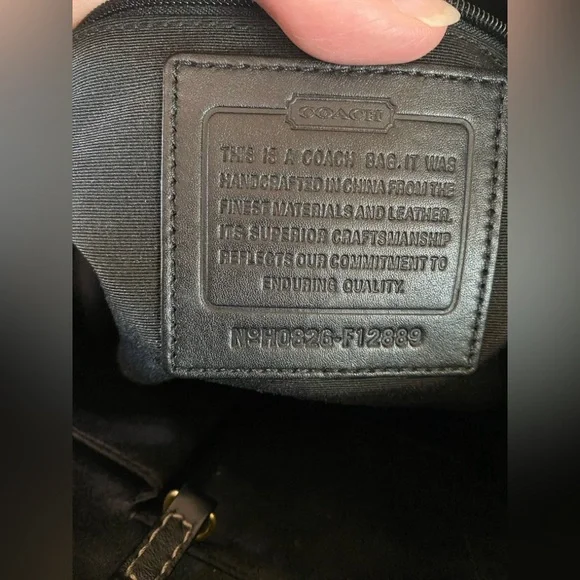 COACH
THIS IS A COACH BAG. IT WAS
HANDCRAFTED IN CHINA FROM THE
FINEST MATERIALS AND LEATHER.
ITS SUPERIOR CRAFTSMANSHIP
REFLECTS OUR COMMITMENT TO
ENDURING QUALITY.
Nº H0826-F12889